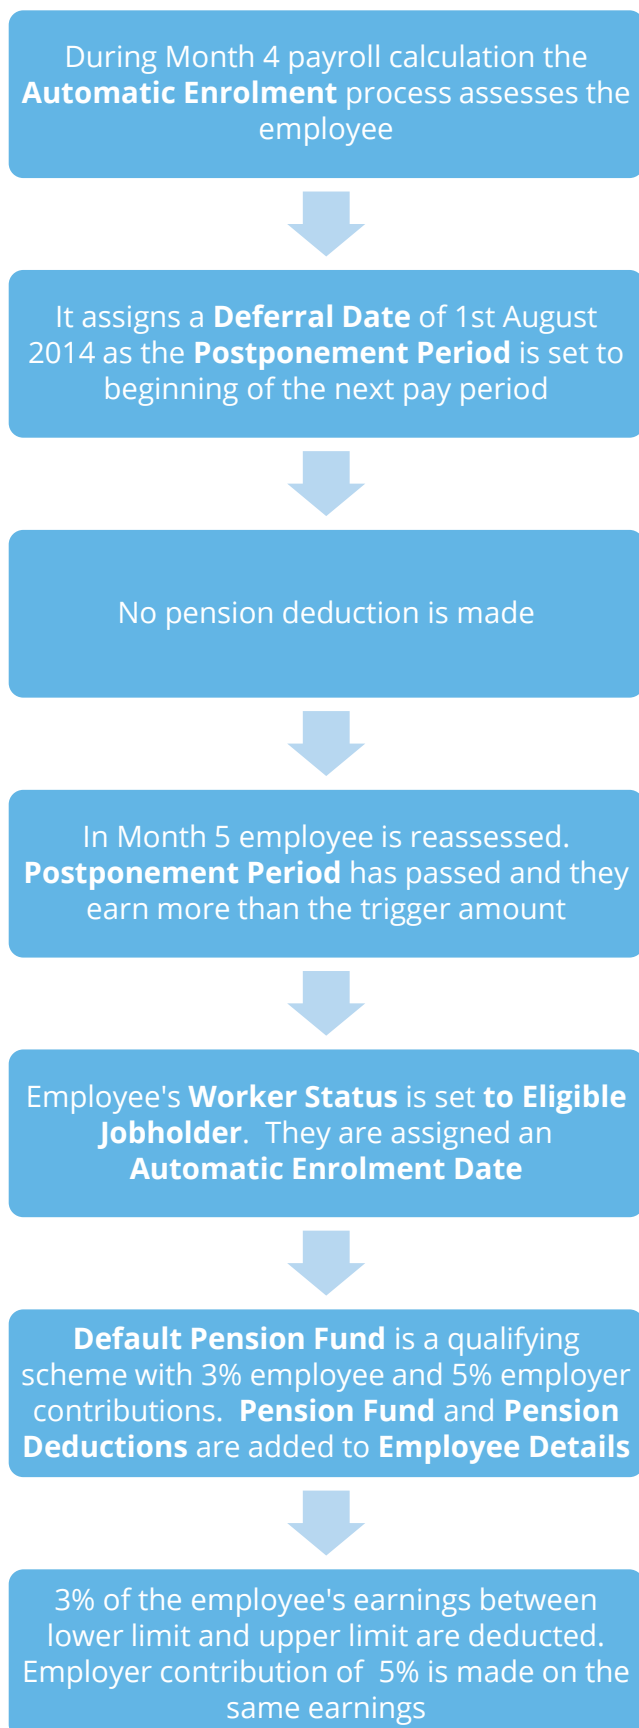 During Month 4 payroll calculation the
Automatic Enrolment process assesses the
employee
It assigns a Deferral Date of 1st August
2014 as the Postponement Period is set to
beginning of the next pay period
No pension deduction is made
In Month 5 employee is reassessed.
Postponement Period has passed and they
earn more than the trigger amount
Employee's Worker Status is set to Eligible
Jobholder.  They are assigned an
Automatic Enrolment Date
Default Pension Fund is a qualifying
scheme with 3% employee and 5% employer
contributions.  Pension Fund and Pension
Deductions are added to Employee Details
3% of the employee's earnings between
lower limit and upper limit are deducted.
Employer contribution of  5% is made on the
same earnings